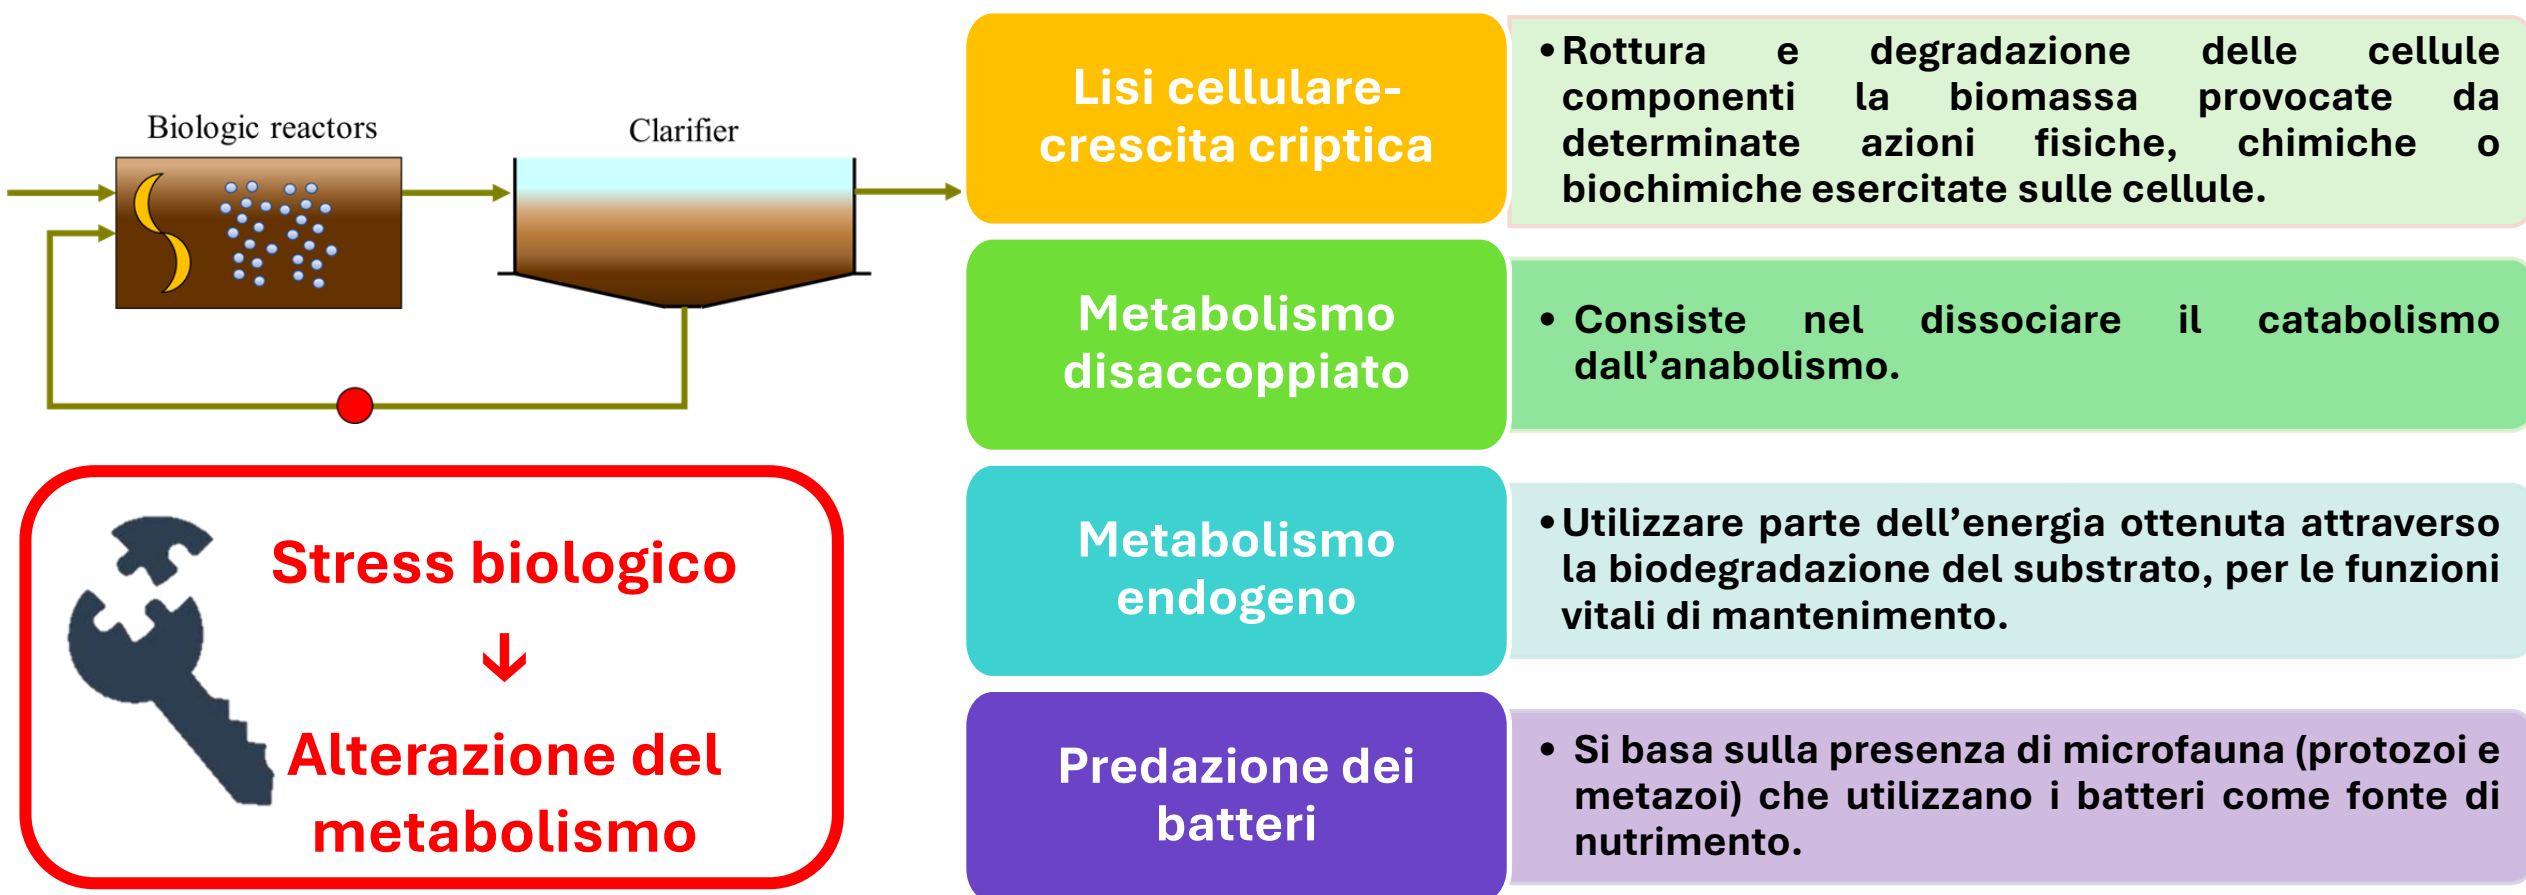 Biologic reactors
Clarifier
Stress biologico
↓
Alterazione del
metabolismo
Lisi cellulare-
crescita criptica
•Rottura e degradazione delle cellule
componenti la biomassa provocate da
determinate azioni fisiche, chimiche o
biochimiche esercitate sulle cellule.
Metabolismo
disaccoppiato
• Consiste nel dissociare il catabolismo
dall’anabolismo.
Metabolismo
endogeno
•Utilizzare parte dell’energia ottenuta attraverso
la biodegradazione del substrato, per le funzioni
vitali di mantenimento.
Predazione dei
batteri
• Si basa sulla presenza di microfauna (protozoi e
metazoi) che utilizzano i batteri come fonte di
nutrimento.